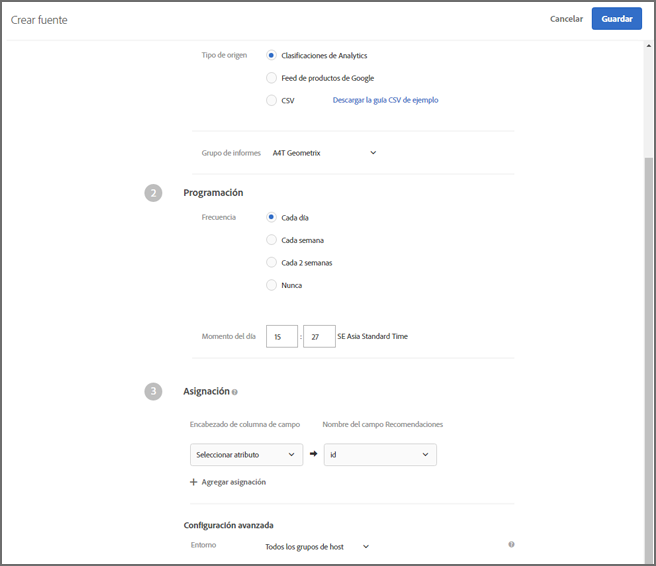 Crear fuente
Cancelar
Guardar
Tipo de origen
Clasificaciones de Analytics
Feed de productos de Google
CSV
Descargar la guía CSV de ejemplo
Grupo de informes
A4T Geometrix
2
Programación
Frecuencia
Cada día
Cada semana
Cada 2 semanas
Nunca
Momento del día
15 : 27 SE Asia Standard Time
3
Asignación ?
Encabezado de columna de campo
Nombre del campo Recomendaciones
Seleccionar atributo
id
+ Agregar asignación
Configuración avanzada
Entorno
Todos los grupos de host
?